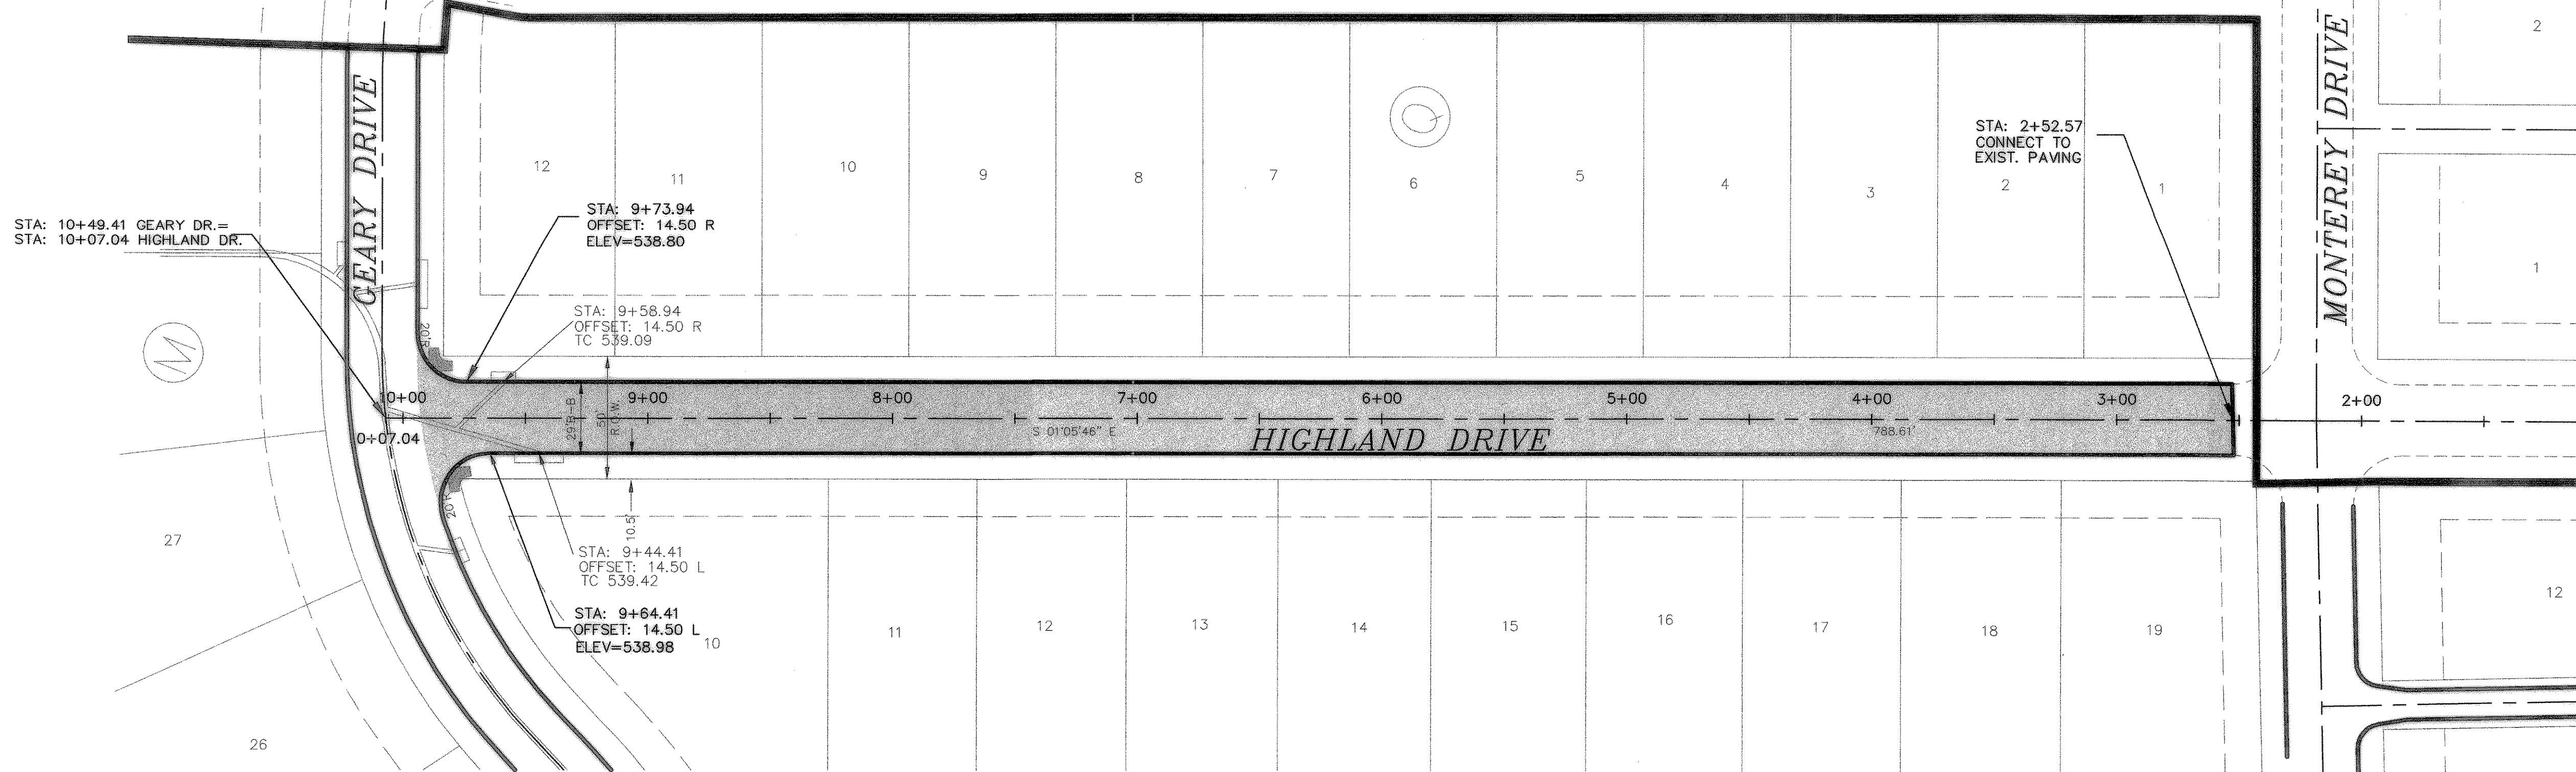 GEARY DRIVE
MONTEREY DRIVE
2
Q
STA: 2+52.57
CONNECT TO
EXIST. PAVING
12
11
10
9
8
7
6
5
4
3
2
1
STA: 10+49.41 GEARY DR.=
STA: 10+07.04 HIGHLAND DR.
STA: 9+73.94
OFFSET: 14.50 R
ELEV=538.80
1
STA: 9+58.94
OFFSET: 14.50 R
TC 539.09
20'R
M
10+00
9+00
8+00
7+00
6+00
5+00
4+00
3+00
2+00
0+07.04
29'B-B
50'
R.O.W.
S 01°05'46" E
HIGHLAND DRIVE
788.61'
20'R
10.5'
27
STA: 9+44.41
OFFSET: 14.50 L
TC 539.42
STA: 9+64.41
OFFSET: 14.50 L
ELEV=538.98
10
11
12
13
14
15
16
17
18
19
12
26